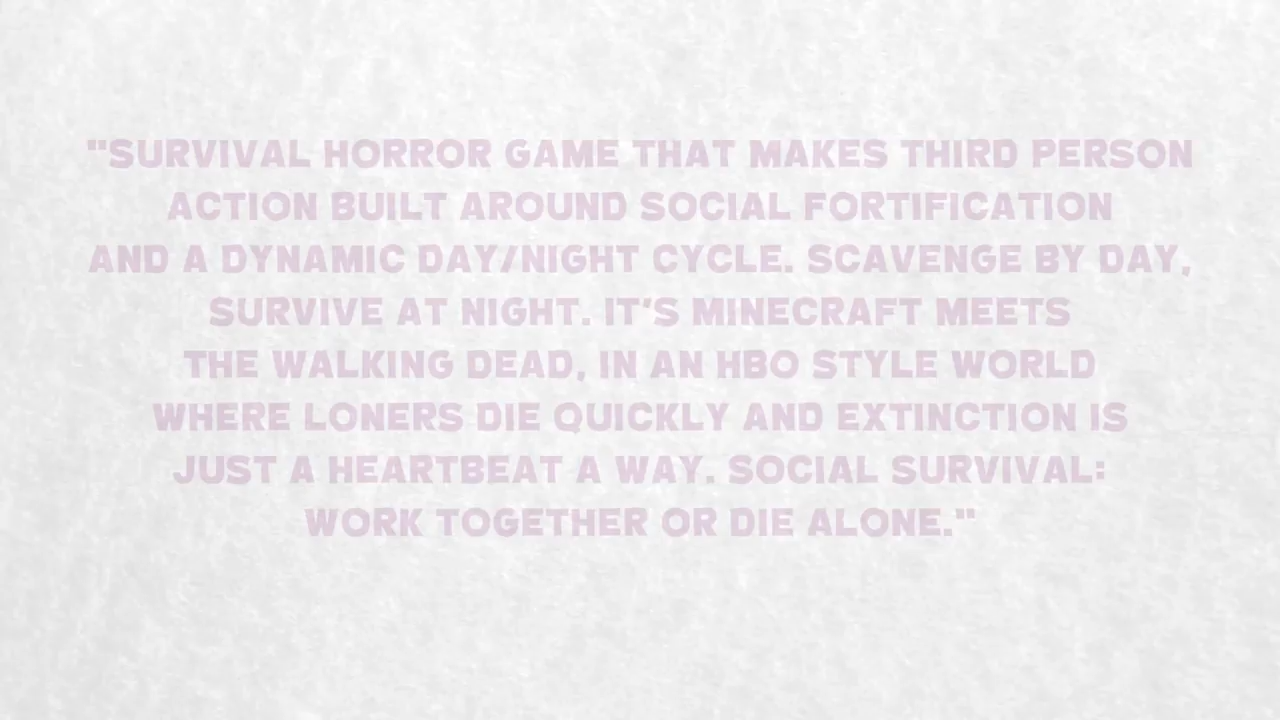 "SURVIVAL HORROR GAME THAT MAKES THIRD PERSON
ACTION BUILT AROUND SOCIAL FORTIFICATION
AND A DYNAMIC DAY/NIGHT CYCLE. SCAVENGE BY DAY,
SURVIVE AT NIGHT. IT'S MINECRAFT MEETS
THE WALKING DEAD, IN AN HBO STYLE WORLD
WHERE LONERS DIE QUICKLY AND EXTINCTION IS
JUST A HEARTBEAT A WAY. SOCIAL SURVIVAL:
WORK TOGETHER OR DIE ALONE."